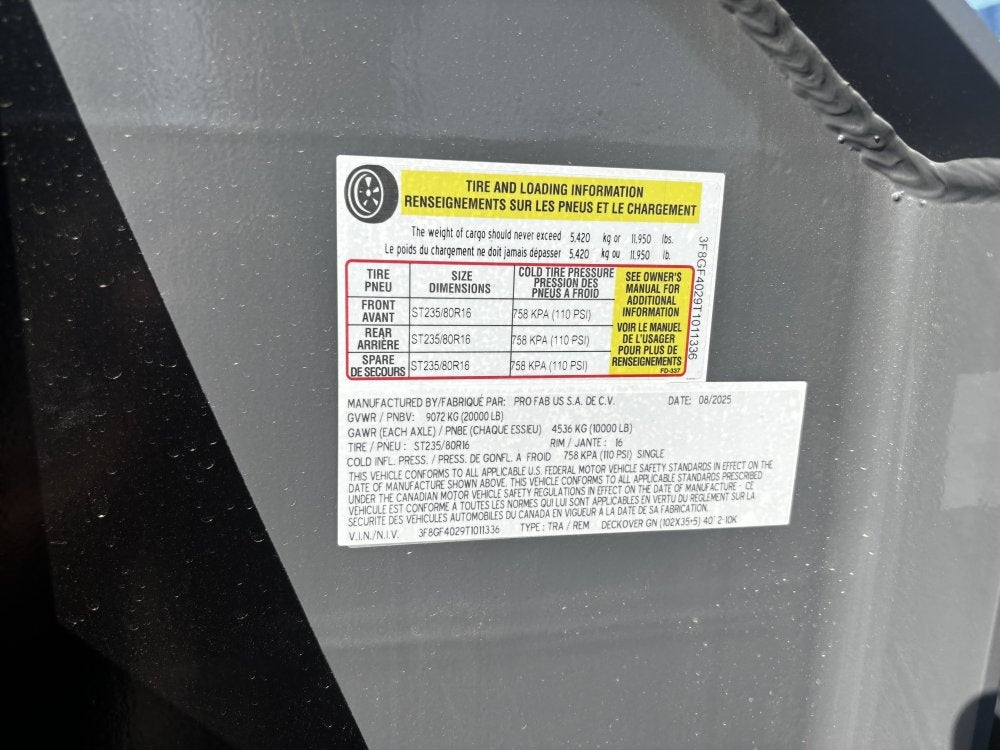 TIRE AND LOADING INFORMATION
RENSEIGNEMENTS SUR LES PNEUS ET LE CHARGEMENT
The weight of cargo should never exceed 5,420 kg or 11,950 lbs.
Le poids du chargement ne doit jamais dépasser 5,420 kg ou 11,950 lb.
TIRE PNEU SIZE DIMENSIONS COLD TIRE PRESSURE PRESSION DES PNEUS A FROID
FRONT AVANT ST235/80R16 758 KPA (110 PSI)
REAR ARRIÈRE ST235/80R16 758 KPA (110 PSI)
SPARE DE SECOURS ST235/80R16 758 KPA (110 PSI)
SEE OWNER'S
MANUAL FOR
ADDITIONAL
INFORMATION
VOIR LE MANUEL
DE L'USAGER
POUR PLUS DE
RENSEIGNEMENTS
FD-337
3F8GF4029T1011336
MANUFACTURED BY/FABRIQUÉ PAR: PRO FAB US S.A. DE C.V. DATE: 08/2025
GVWR / PNBV: 9072 KG (20000 LB)
GAWR (EACH AXLE) / PNBE (CHAQUE ESSIEU) 4536 KG (10000 LB)
TIRE / PNEU : ST235/80R16 RIM / JANTE : 16
COLD INFL. PRESS. / PRESS. DE GONFL. A FROID 758 KPA (110 PSI) SINGLE
THIS VEHICLE CONFORMS TO ALL APPLICABLE U.S. FEDERAL MOTOR VEHICLE SAFETY STANDARDS IN EFFECT ON THE
DATE OF MANUFACTURE SHOWN ABOVE. THIS VEHICLE CONFORMS TO ALL APPLICABLE STANDARDS PRESCRIBED
UNDER THE CANADIAN MOTOR VEHICLE SAFETY REGULATIONS IN EFFECT ON THE DATE OF MANUFACTURE - CE
VEHICULE EST CONFORME A TOUTES LES NORMES QUI LUI SONT APPLICABLES EN VERTU DU REGLEMENT SUR LA
SECURITE DES VEHICULES AUTOMOBILES DU CANADA EN VIGUEUR A LA DATE DE SA FABRICATION.
V.I.N./N.I.V. 3F8GF4029T1011336 TYPE : TRA / REM DECKOVER GN (102X35+5) 40' 2-10K